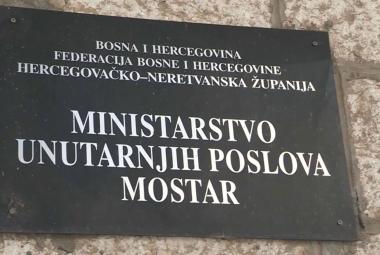 BOSNA I HERCEGOVINA
FEDERACIJA BOSNE I HERCEGOVINE
HERCEGOVAČKO–NERETVANSKA ŽUPANIJA
MINISTARSTVO
UNUTARNJIH POSLOVA
MOSTAR